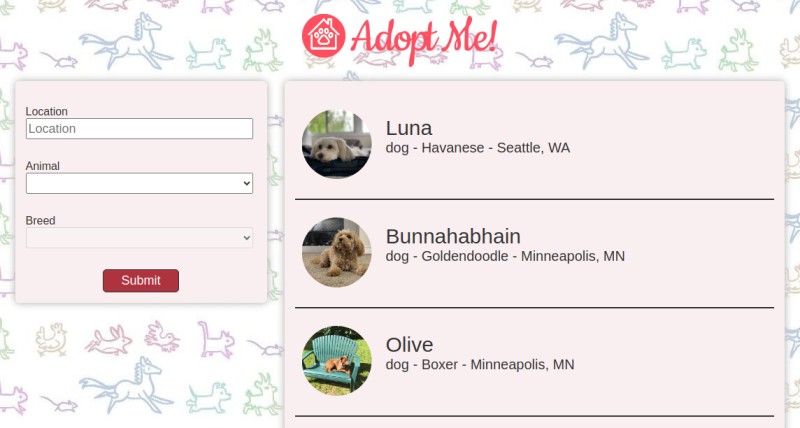 Adopt Me!
Location
Location
Animal
Breed
Submit
Luna
dog - Havanese - Seattle, WA
Bunnahabhain
dog - Goldendoodle - Minneapolis, MN
Olive
dog - Boxer - Minneapolis, MN